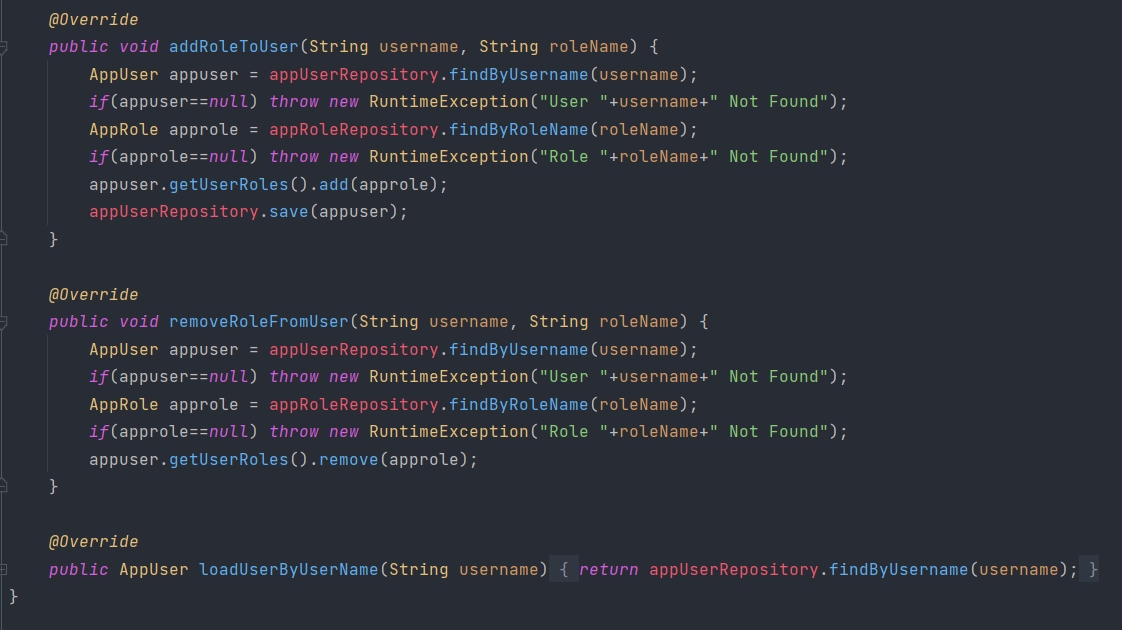 @Override
public void addRoleToUser(String username, String roleName) {
AppUser appuser = appUserRepository.findByUsername(username);
if(appuser==null) throw new RuntimeException("User "+username+" Not Found");
AppRole approle = appRoleRepository.findByRoleName(roleName);
if(approle==null) throw new RuntimeException("Role "+roleName+" Not Found");
appuser.getUserRoles().add(approle);
appUserRepository.save(appuser);
}
@Override
public void removeRoleFromUser(String username, String roleName) {
AppUser appuser = appUserRepository.findByUsername(username);
if(appuser==null) throw new RuntimeException("User "+username+" Not Found");
AppRole approle = appRoleRepository.findByRoleName(roleName);
if(approle==null) throw new RuntimeException("Role "+roleName+" Not Found");
appuser.getUserRoles().remove(approle);
}
@Override
public AppUser loadUserByUserName(String username) { return appUserRepository.findByUsername(username); }
}